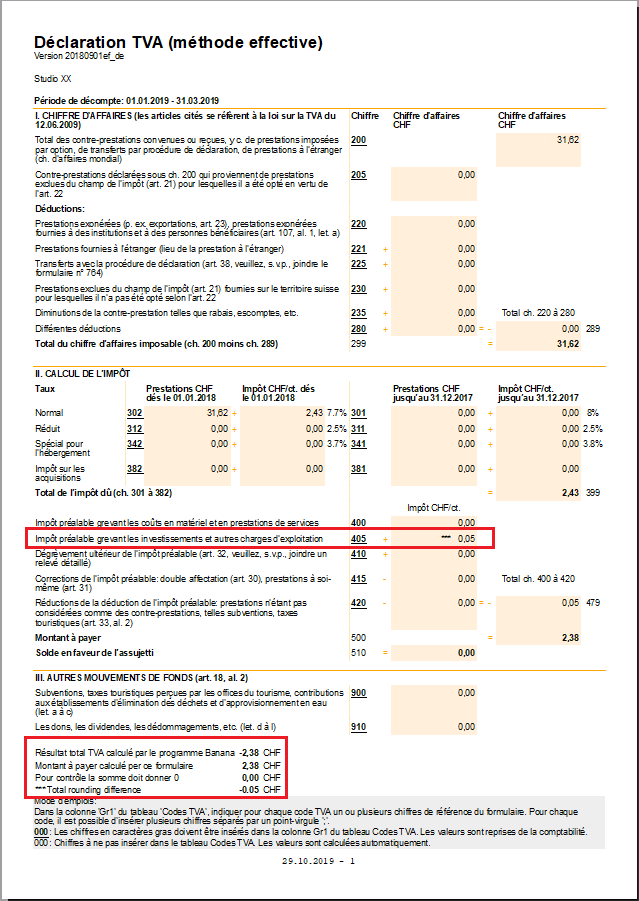 Déclaration TVA (méthode effective)
Version 20180901ef_de
Studio XX
Période de décompte: 01.01.2019 - 31.03.2019
I. CHIFFRE D'AFFAIRES (les articles cités se réfèrent à la loi sur la TVA du 12.06.2009) Chiffre Chiffre d'affaires CHF Chiffre d'affaires CHF
Total des contre-prestations convenues ou reçues, y c. de prestations imposées 200 31,62
par option, de transferts par procédure de déclaration, de prestations à l'étranger
(ch. d'affaires mondial)
Contre-prestations déclarées sous ch. 200 qui proviennent de prestations 205 0,00
exclues du champ de l'impôt (art. 21) pour lesquelles il a été opté en vertu de
l'art. 22
Déductions:
Prestations exonérées (p. ex. exportations, art. 23), prestations exonérées 220 0,00
fournies à des institutions et à des personnes bénéficiaires (art. 107, al. 1, let. a)
Prestations fournies à l'étranger (lieu de la prestation à l'étranger) 221 + 0,00
Transferts avec la procédure de déclaration (art. 38, veuillez, s.v.p., joindre le 225 + 0,00
formulaire n° 764)
Prestations exclues du champ de l'impôt (art. 21) fournies sur le territoire suisse 230 + 0,00
pour lesquelles il n'a pas été opté selon l'art. 22
Diminutions de la contre-prestation telles que rabais, escomptes, etc. 235 + 0,00 Total ch. 220 à 280
Différentes déductions 280 + 0,00 = - 0,00 289
Total du chiffre d'affaires imposable (ch. 200 moins ch. 289) 299 = 31,62
II. CALCUL DE L'IMPÔT
Taux Prestations CHF Impôt CHF/ct. dés Prestations CHF Impôt CHF/ct.
dés le 01.01.2018 le 01.01.2018 jusqu'au 31.12.2017 jusqu'au 31.12.2017
Normal 302 31,62 + 2,43 7.7% 301 0,00 + 0,00 8%
Réduit 312 0,00 + 0,00 2.5% 311 0,00 + 0,00 2.5%
Spécial pour 342 0,00 + 0,00 3.7% 341 0,00 + 0,00 3.8%
l'hébergement
Impôt sur les 382 0,00 + 0,00 381 0,00 + 0,00
acquisitions
Total de l'impôt dû (ch. 301 à 382) = 2,43 399
Impôt CHF/ct.
Impôt préalable grevant les coûts en matériel et en prestations de services 400 0,00
Impôt préalable grevant les investissements et autres charges d'exploitation 405 + *** 0,05
Dégrèvement ultérieur de l'impôt préalable (art. 32, veuillez, s.v.p., joindre un 410 + 0,00
relevé détaillé)
Corrections de l'impôt préalable: double affectation (art. 30), prestations à soi- 415 - 0,00 Total ch. 400 à 420
même (art. 31)
Réductions de la déduction de l'impôt préalable: prestations n'étant pas 420 - 0,00 = - 0,05 479
considérées comme des contre-prestations, telles subventions, taxes
touristiques (art. 33, al. 2)
Montant à payer 500 = 2,38
Solde en faveur de l'assujetti 510 = 0,00
III. AUTRES MOUVEMENTS DE FONDS (art. 18, al. 2)
Subventions, taxes touristiques perçues par les offices du tourisme, contributions 900 0,00
aux établissements d'élimination des déchets et d'approvisionnement en eau
(let. a à c)
Les dons, les dividendes, les dédommagements, etc. (let. d à l) 910 0,00
Résultat total TVA calculé par le programme Banana -2,38 CHF
Montant à payer calculé per ce formulaire 2,38 CHF
Pour contrôle la somme doit donner 0 0,00 CHF
***Total rounding difference -0.05 CHF
Mode d'emplois:
Dans la colonne 'Gr1' du tableau 'Codes TVA', indiquer pour chaque code TVA un ou plusieurs chiffres de référence du formulaire. Pour chaque
code, il est possible d'insérer plusieurs chiffres séparés par un point-virgule ';'.
000: Les chiffres en caractères gras doivent être insérés dans la colonne Gr1 du tableau Codes TVA. Les valeurs sont reprises de la comptabilité.
000: Chiffres à ne pas insérer dans le tableau Codes TVA. Les valeurs sont calculées automatiquement.
29.10.2019 - 1